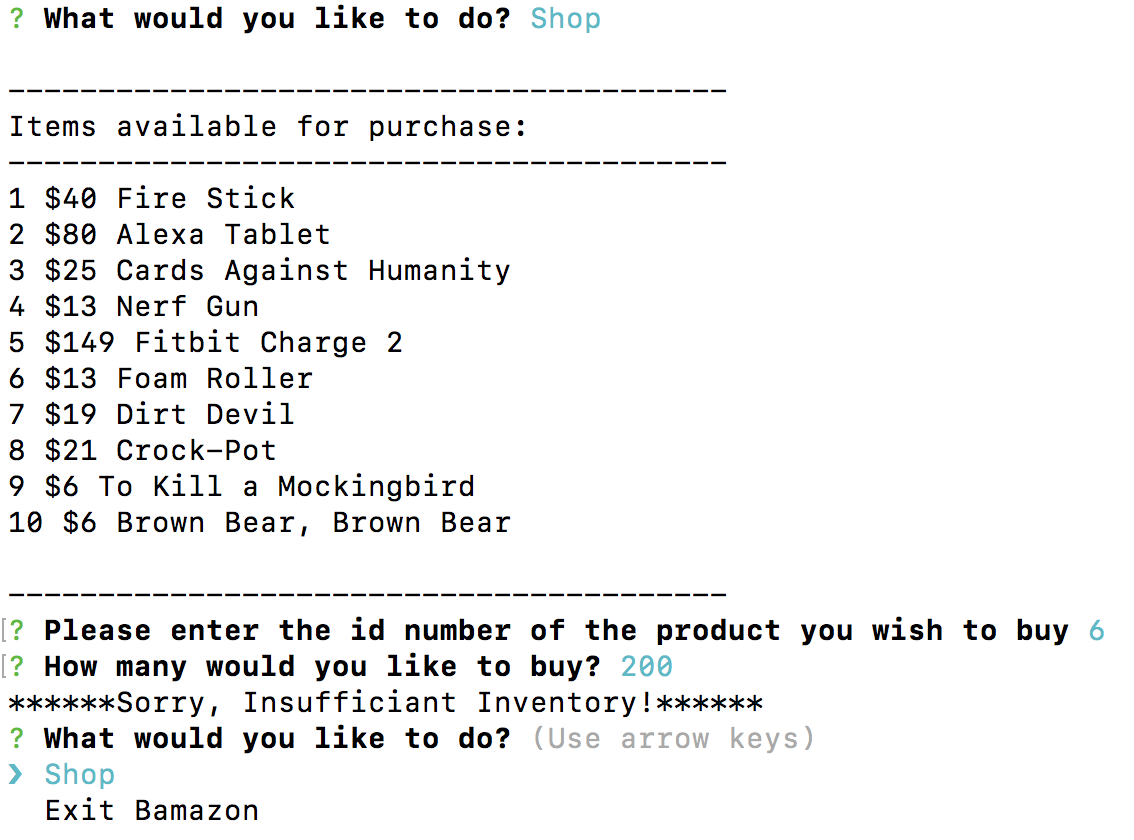 ? What would you like to do? Shop
----------------------------------------
Items available for purchase:
----------------------------------------
1 $40 Fire Stick
2 $80 Alexa Tablet
3 $25 Cards Against Humanity
4 $13 Nerf Gun
5 $149 Fitbit Charge 2
6 $13 Foam Roller
7 $19 Dirt Devil
8 $21 Crock-Pot
9 $6 To Kill a Mockingbird
10 $6 Brown Bear, Brown Bear
----------------------------------------
[? Please enter the id number of the product you wish to buy 6
[? How many would you like to buy? 200
******Sorry, Insufficiant Inventory!******
? What would you like to do? (Use arrow keys)
❯ Shop
Exit Bamazon